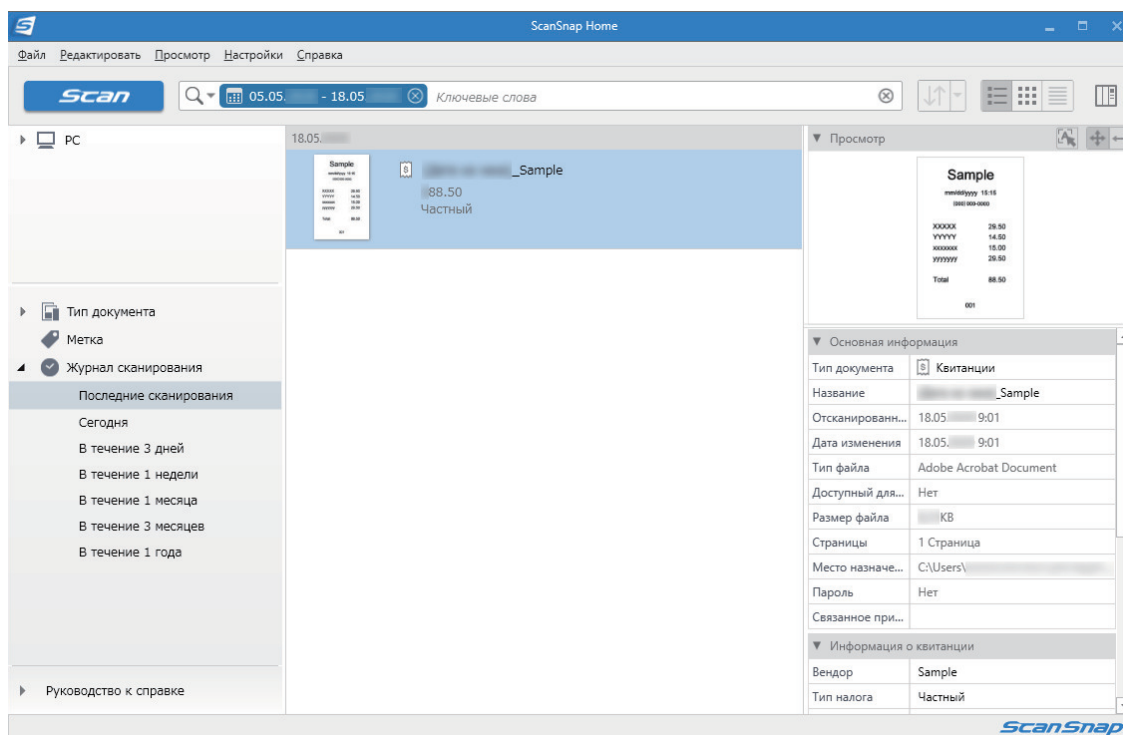 ScanSnap Home
Файл Редактировать Просмотр Настройки Справка
Scan 05.05. - 18.05 Ключевые слова
PC
Тип документа
Метка
Журнал сканирования
Последние сканирования
Сегодня
В течение 3 дней
В течение 1 недели
В течение 1 месяца
В течение 3 месяцев
В течение 1 года
Руководство к справке
18.05.
Sample
Total 88.50
001
_Sample
88.50
Частный
Просмотр
Sample
mm/dd/yyyy 15:15
XXXXX 29.50
YYYYY 14.50
xxxxxxx 15.00
yyyyyyy 29.50
Total 88.50
001
Основная информация
Тип документа Квитанции
Название _Sample
Отсканированн... 18.05. 9:01
Дата изменения 18.05. 9:01
Тип файла Adobe Acrobat Document
Доступный для... Нет
Размер файла KB
Страницы 1 Страница
Место назначе... C:\Users\
Пароль Нет
Связанное при...
Информация о квитанции
Вендор Sample
Тип налога Частный
ScanSnap